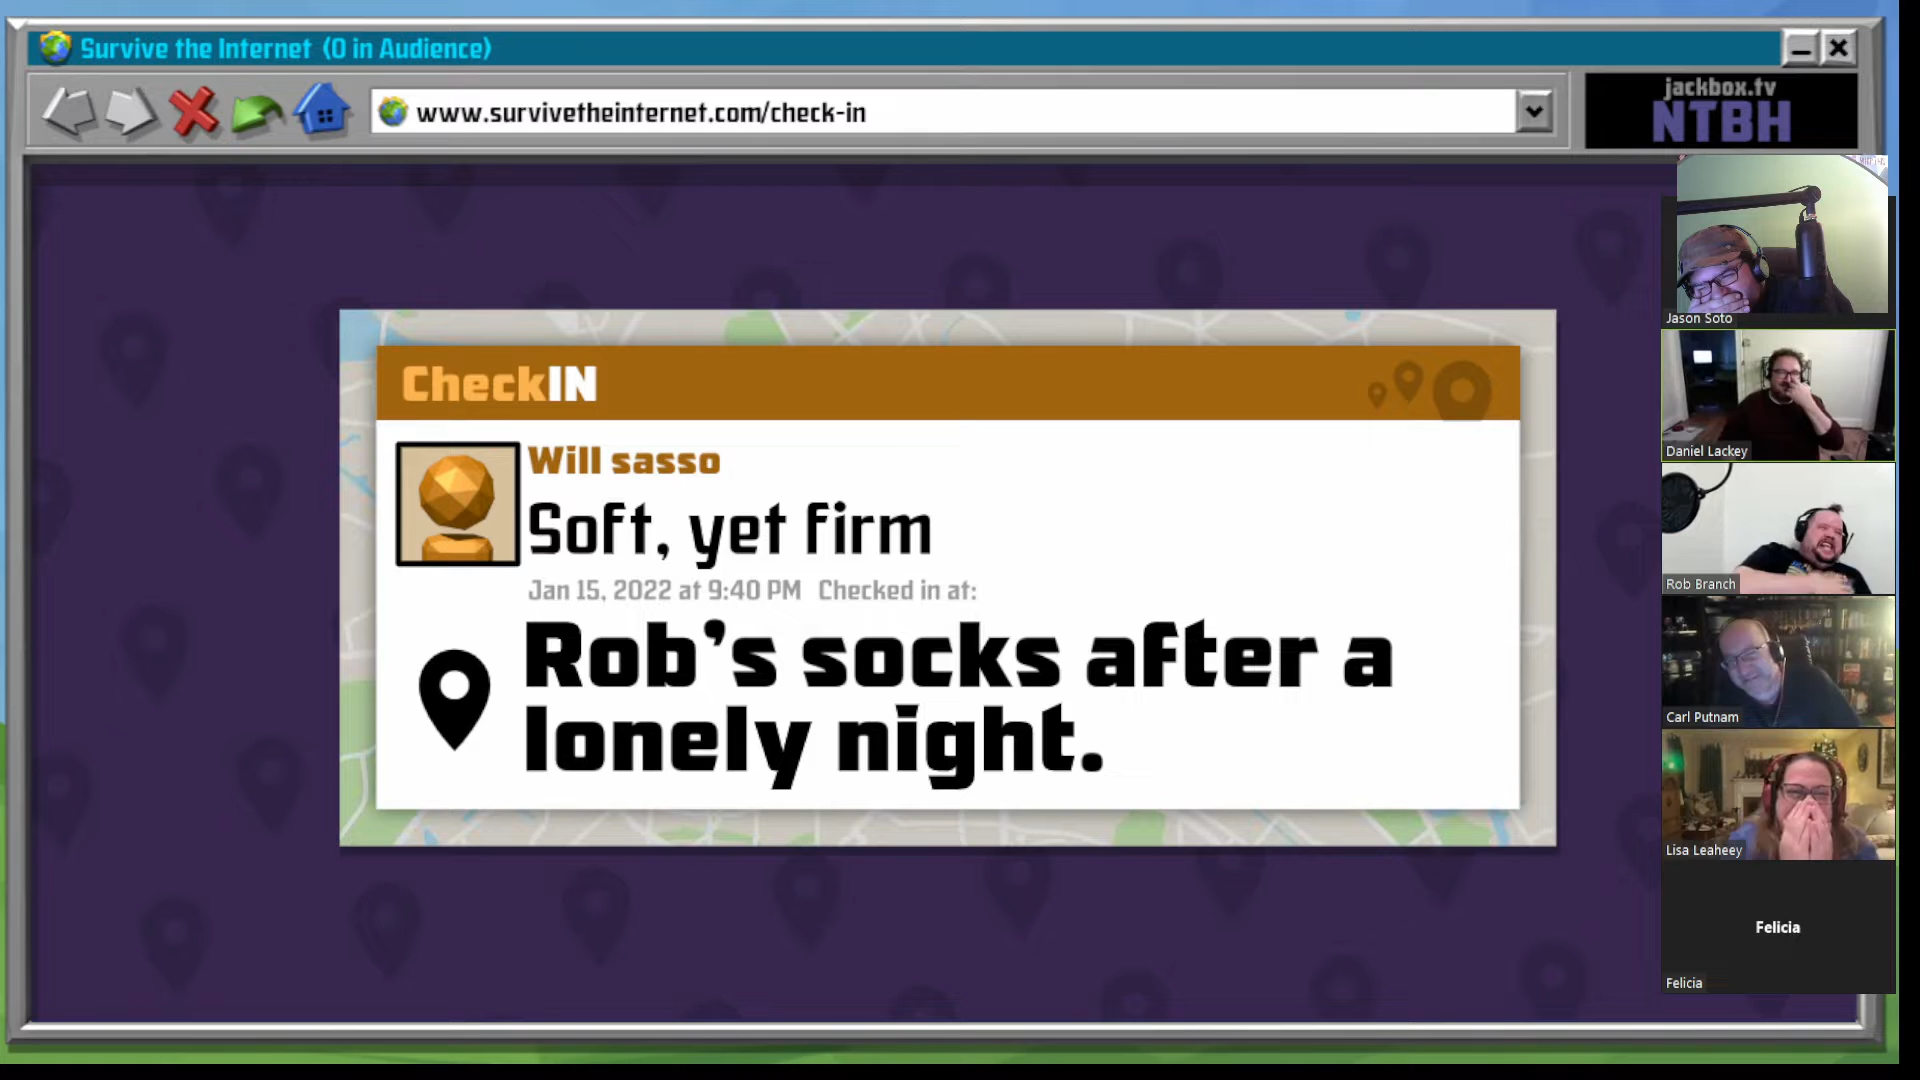 Survive the Internet (0 in Audience)
www.survivetheinternet.com/check-in
jackbox.tv
NTBH
CheckIN
Will sasso
Soft, yet firm
Jan 15, 2022 at 9:40 PM Checked in at:
Rob's socks after a
lonely night.
Jason Soto
Daniel Lackey
Rob Branch
Carl Putnam
Lisa Leaheey
Felicia
Felicia